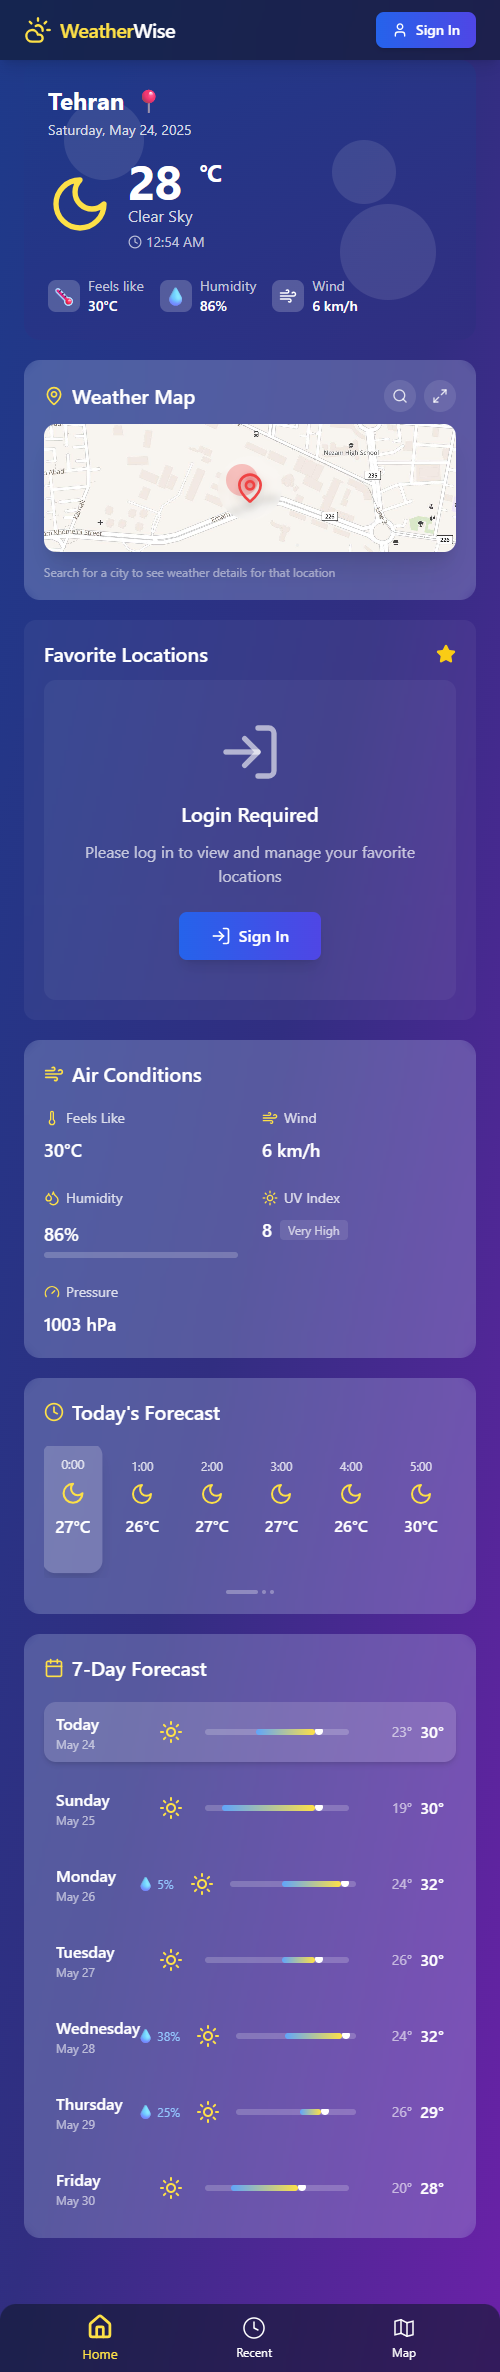 WeatherWise
Sign In
Tehran
Saturday, May 24, 2025
28 °C
Clear Sky
12:54 AM
Feels like
30°C
Humidity
86%
Wind
6 km/h
Weather Map
Nezam High School
295
226
226
Search for a city to see weather details for that location
Favorite Locations
Login Required
Please log in to view and manage your favorite
locations
Sign In
Air Conditions
Feels Like
30°C
Wind
6 km/h
Humidity
86%
UV Index
8 Very High
Pressure
1003 hPa
Today's Forecast
0:00 1:00 2:00 3:00 4:00 5:00
27°C 26°C 27°C 27°C 26°C 30°C
7-Day Forecast
Today
May 24
23° 30°
Sunday
May 25
19° 30°
Monday
May 26
5%
24° 32°
Tuesday
May 27
26° 30°
Wednesday
May 28
38%
24° 32°
Thursday
May 29
25%
26° 29°
Friday
May 30
20° 28°
Home
Recent
Map